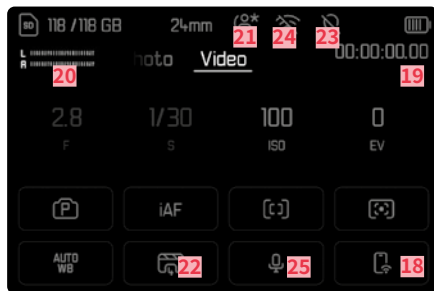 SD 118 /118 GB 24mm 21 24 23
L R 20 hoto Video 00:00:00.00 19
2.8 1/30 100 0
F S ISO EV
P iAF
AUTO WB 22 25 18